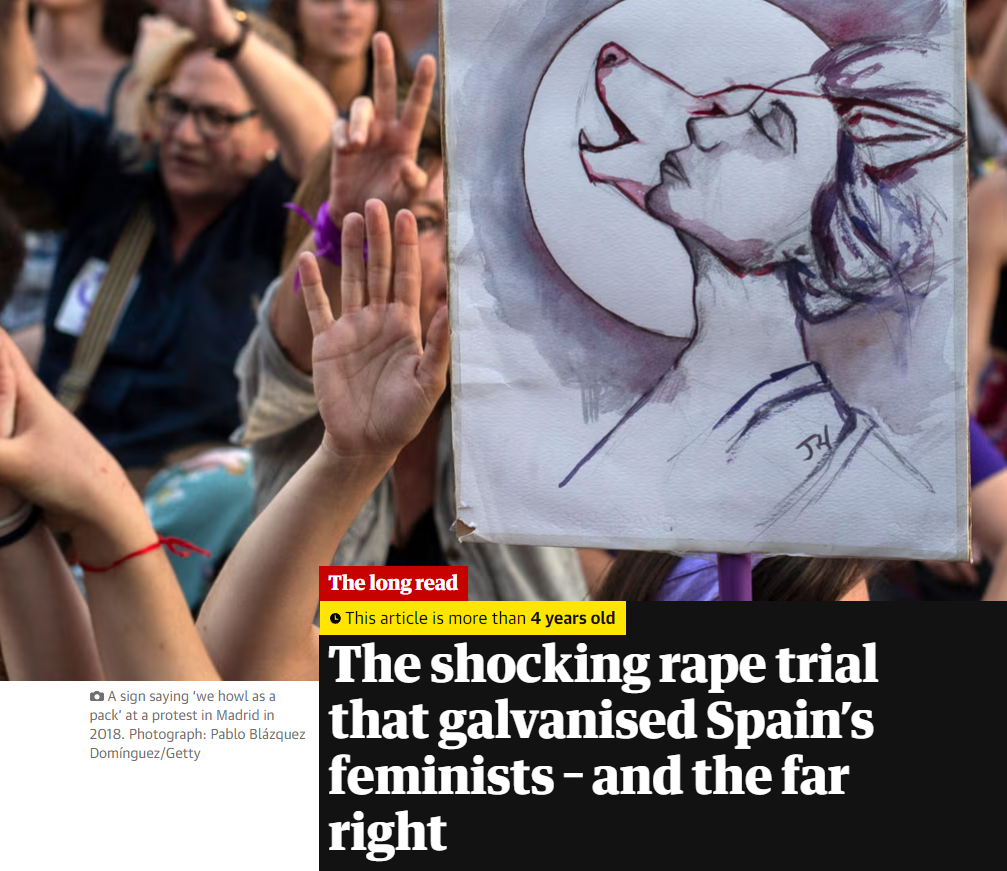 JH
The long read
This article is more than 4 years old
The shocking rape trial
that galvanised Spain’s
feminists – and the far
right
A sign saying ‘we howl as a
pack’ at a protest in Madrid in
2018. Photograph: Pablo Blázquez
Domínguez/Getty